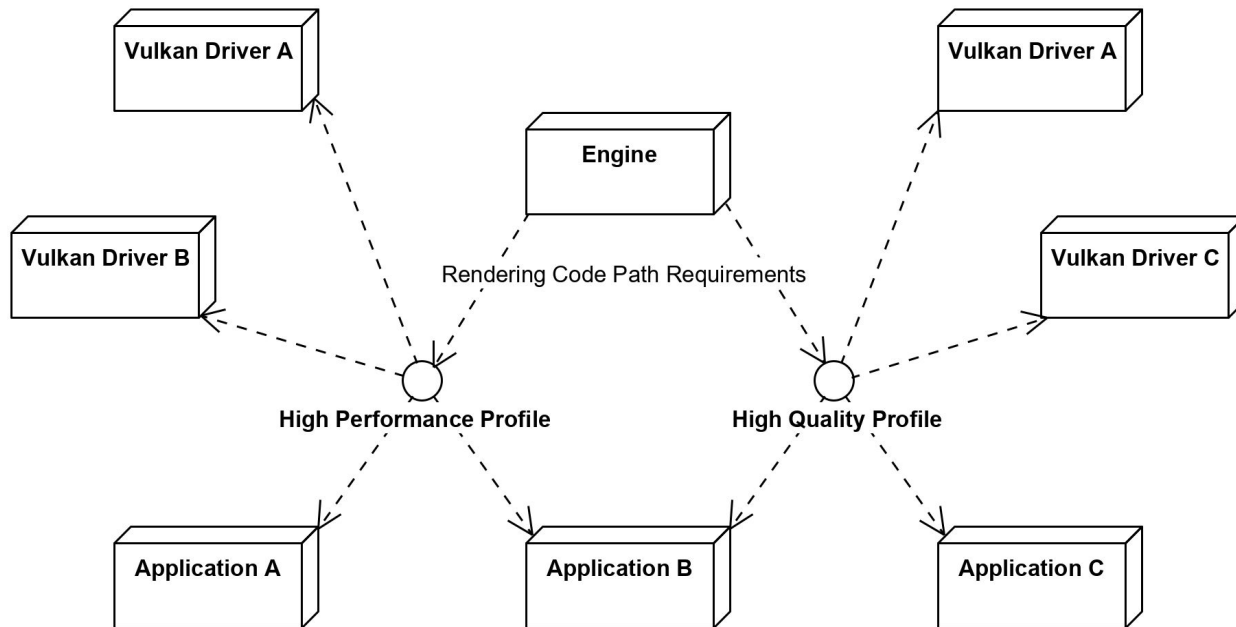 Vulkan Driver A
Vulkan Driver A
Engine
Vulkan Driver B
Vulkan Driver C
Rendering Code Path Requirements
High Performance Profile
High Quality Profile
Application A
Application B
Application C